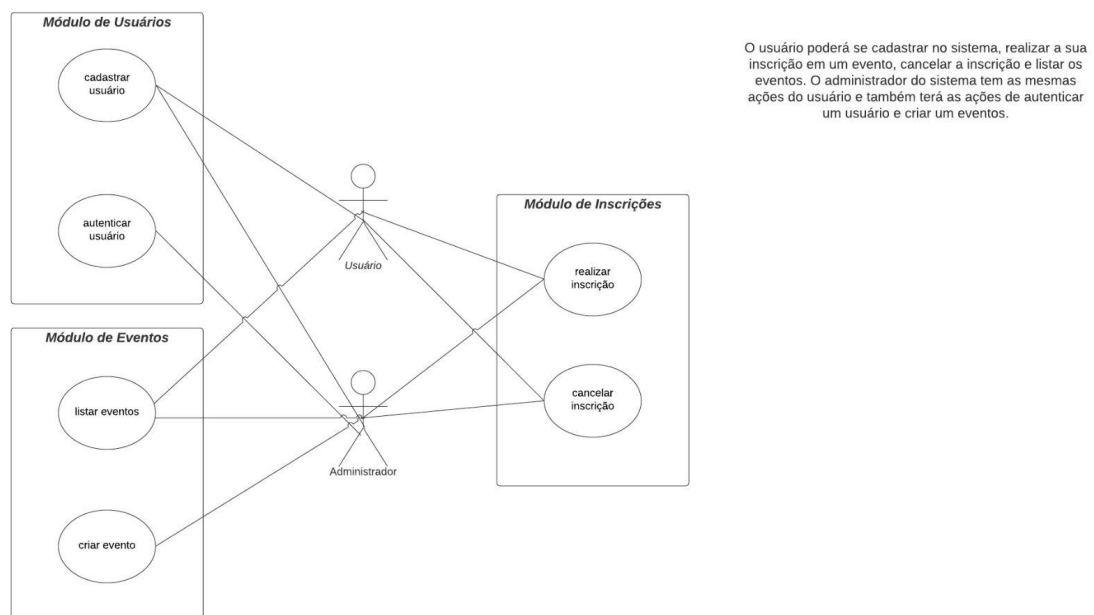 Módulo de Usuários
cadastrar
usuário
autenticar
usuário
Módulo de Eventos
listar eventos
criar evento
Usuário
Administrador
Módulo de Inscrições
realizar
inscrição
cancelar
inscrição
O usuário poderá se cadastrar no sistema, realizar a sua
inscrição em um evento, cancelar a inscrição e listar os
eventos. O administrador do sistema tem as mesmas
ações do usuário e também terá as ações de autenticar
um usuário e criar um eventos.